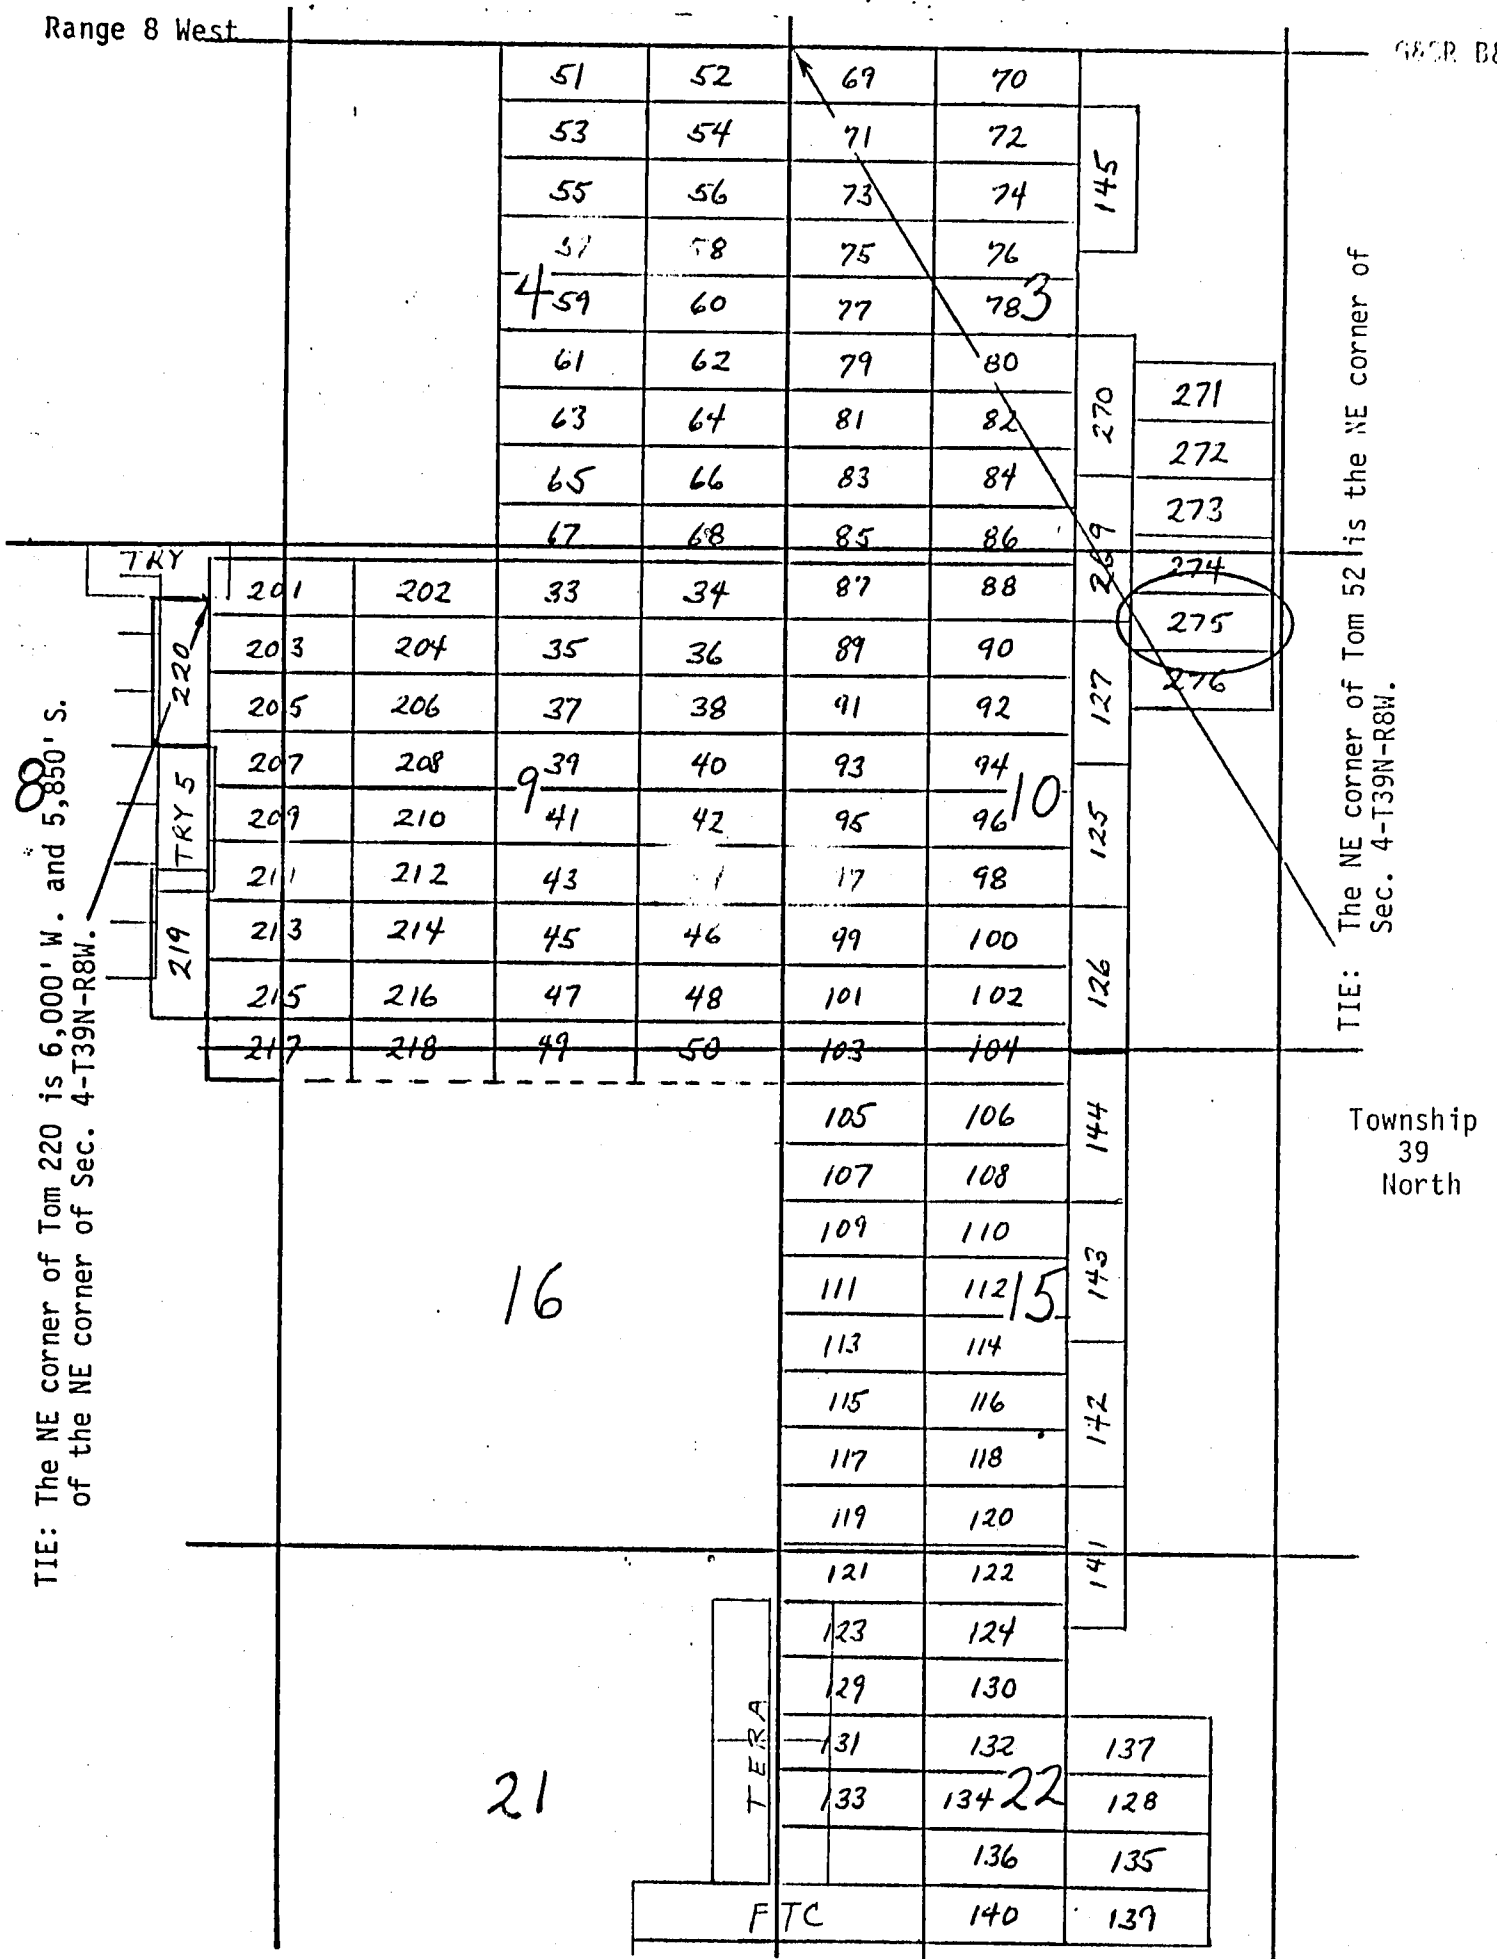 Range 8 West
51 52 69 70
53 54 71 72
145
55 56 73 74
57 58 75 76
4 59 60 77 78 3
61 62 79 80
270 271
63 64 81 82
272
65 66 83 84
273
67 68 85 86
269 274
TRY
201 202 33 34 87 88
275
220 203 204 35 36 89 90
127 276
205 206 37 38 91 92
207 208 39 40 93 94
9 10
TRY 5 209 210 41 42 95 96 125
211 212 43 17 98
219 213 214 45 46 99 100
126
215 216 47 48 101 102
217 218 49 50 103 104
105 106 144
107 108
109 110
143
16
111 112 15
113 114
115 116 142
117 118
119 120
141
121 122
123 124
129 130
TERA
131 132 137
21 22
133 134 128
136 135
FTC 140 139
8
TIE: The NE corner of Tom 220 is 6,000' W. and 5,850' S.
of the NE corner of Sec. 4-T39N-R8W.
TIE: The NE corner of Tom 52 is the NE corner of
Sec. 4-T39N-R8W.
Township
39
North